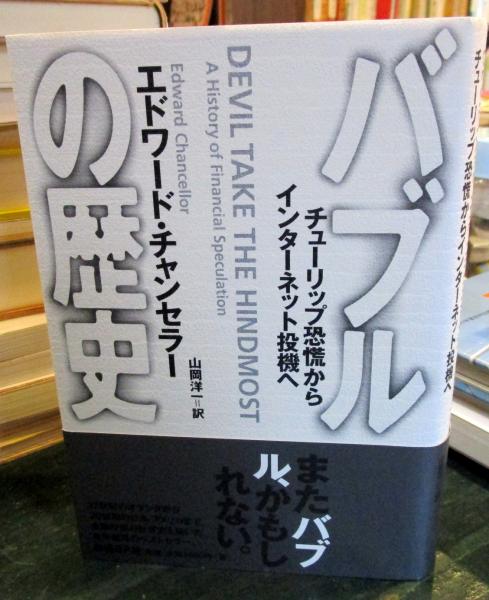 バブル
の歴史
チューリップ恐慌から
インターネット投機へ
DEVIL TAKE THE HINDMOST
A History of Financial Speculation
Edward Chancellor
エドワード・チャンセラー
山岡洋一=訳
また バブ
ル、かもし
れない。
チューリップ恐慌からインターネット投機へ